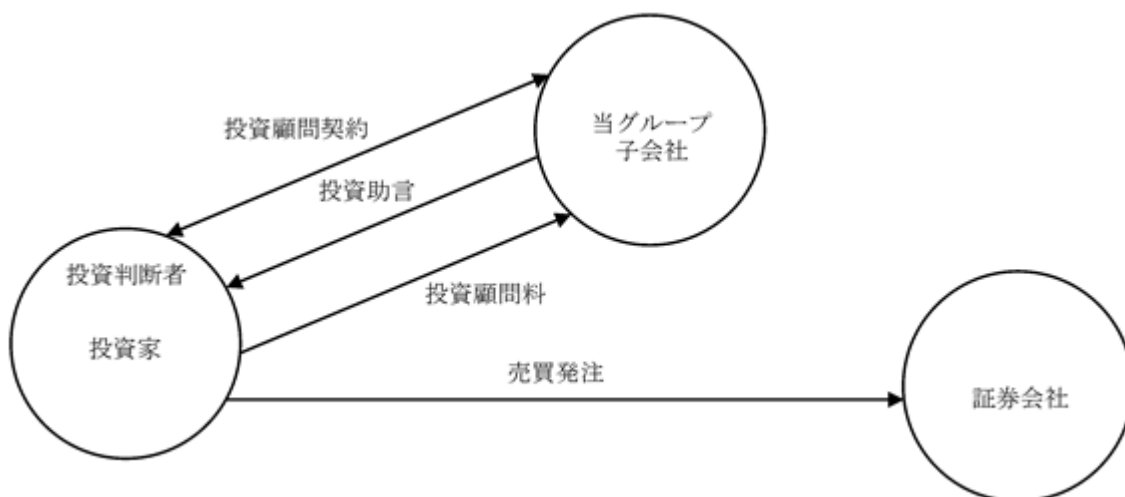 当グループ
子会社
投資顧問契約
投資助言
投資判断者
投資顧問料
投資家
売買発注
証券会社